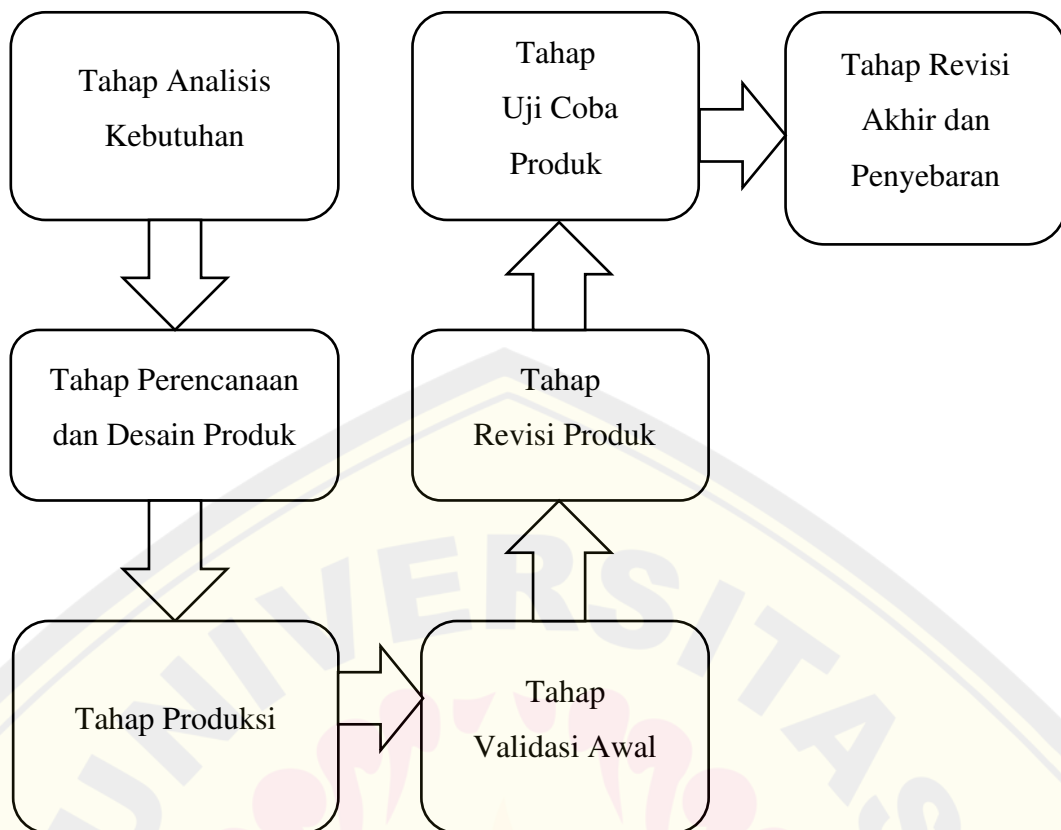 Tahap Analisis
Kebutuhan
Tahap Perencanaan
dan Desain Produk
Tahap Produksi
Tahap
Validasi Awal
Tahap
Revisi Produk
Tahap
Uji Coba
Produk
Tahap Revisi
Akhir dan
Penyebaran
UNIVERSITAS